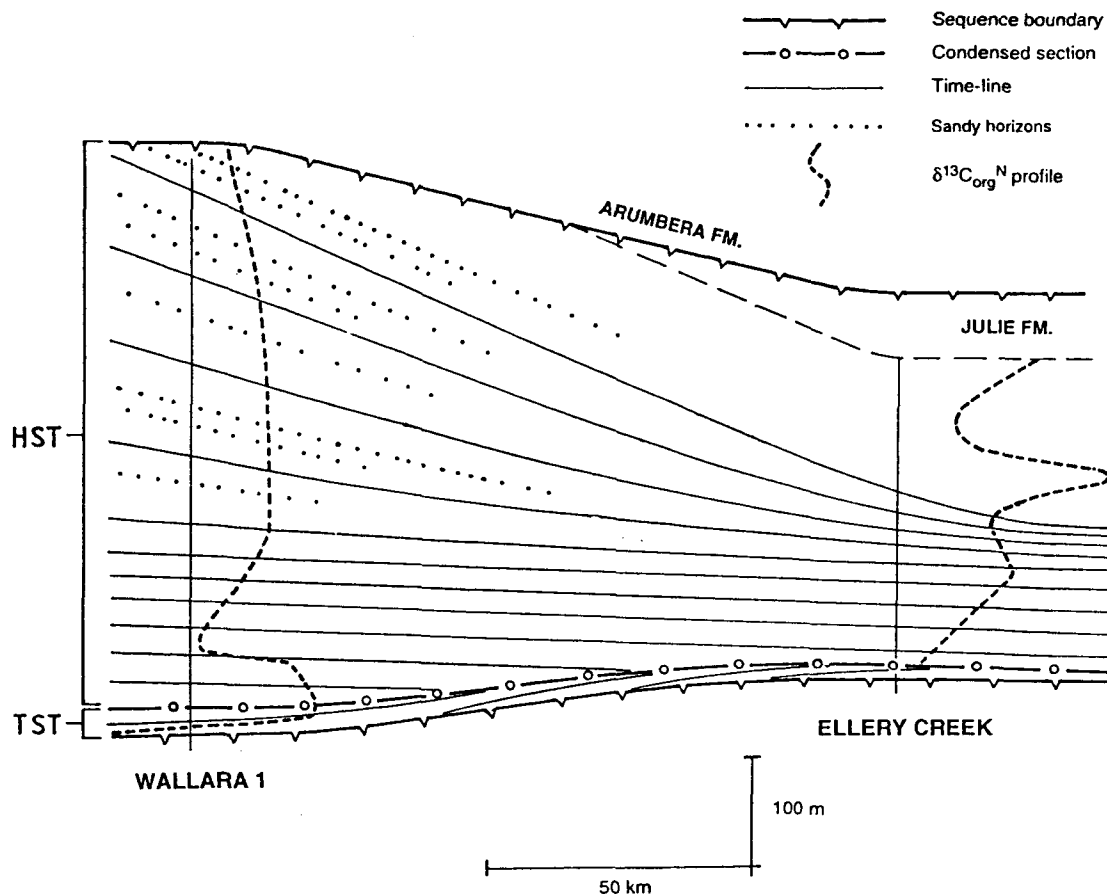 Sequence boundary
Condensed section
Time-line
Sandy horizons
δ¹³C_org^N profile
ARUMBERA FM.
JULIE FM.
HST
TST
ELLERY CREEK
WALLARA 1
100 m
50 km